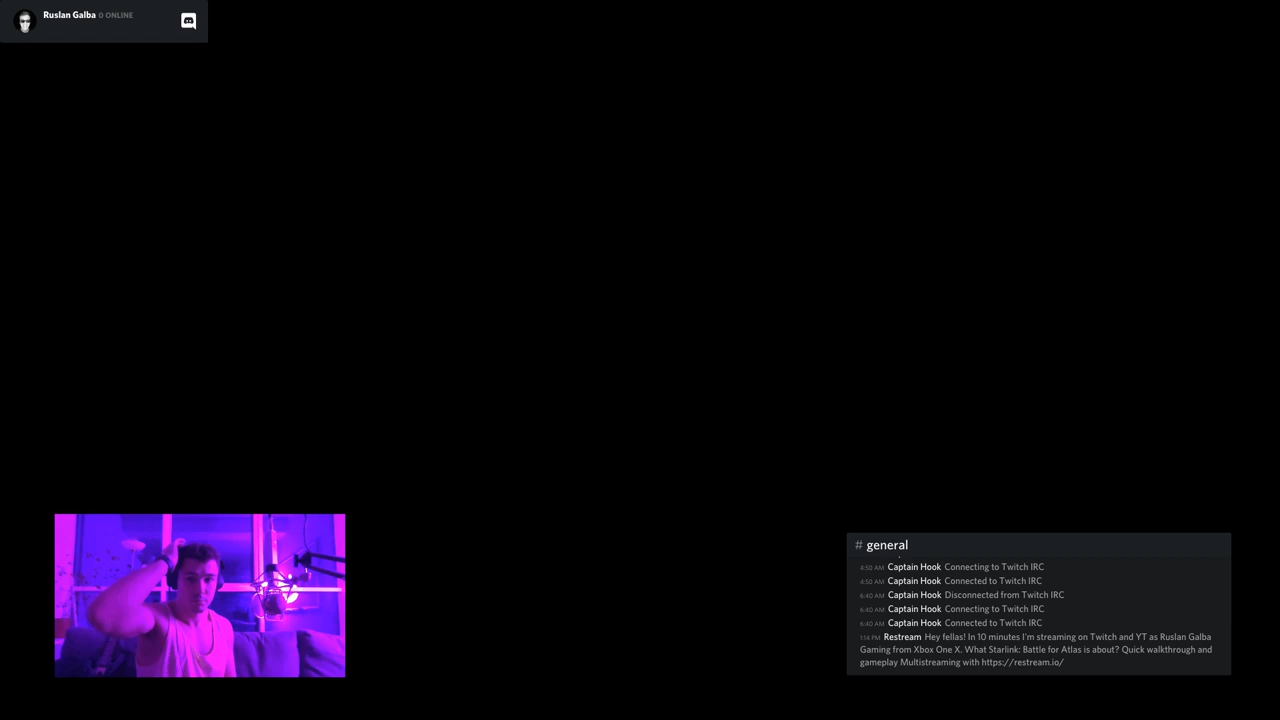 Ruslan Galba 0 ONLINE
# general
4:50 AM Captain Hook Connecting to Twitch IRC
4:50 AM Captain Hook Connected to Twitch IRC
6:40 AM Captain Hook Disconnected from Twitch IRC
6:40 AM Captain Hook Connecting to Twitch IRC
6:40 AM Captain Hook Connected to Twitch IRC
1:14 PM Restream Hey fellas! In 10 minutes I'm streaming on Twitch and YT as Ruslan Galba
Gaming from Xbox One X. What Starlink: Battle for Atlas is about? Quick walkthrough and
gameplay Multistreaming with https://restream.io/